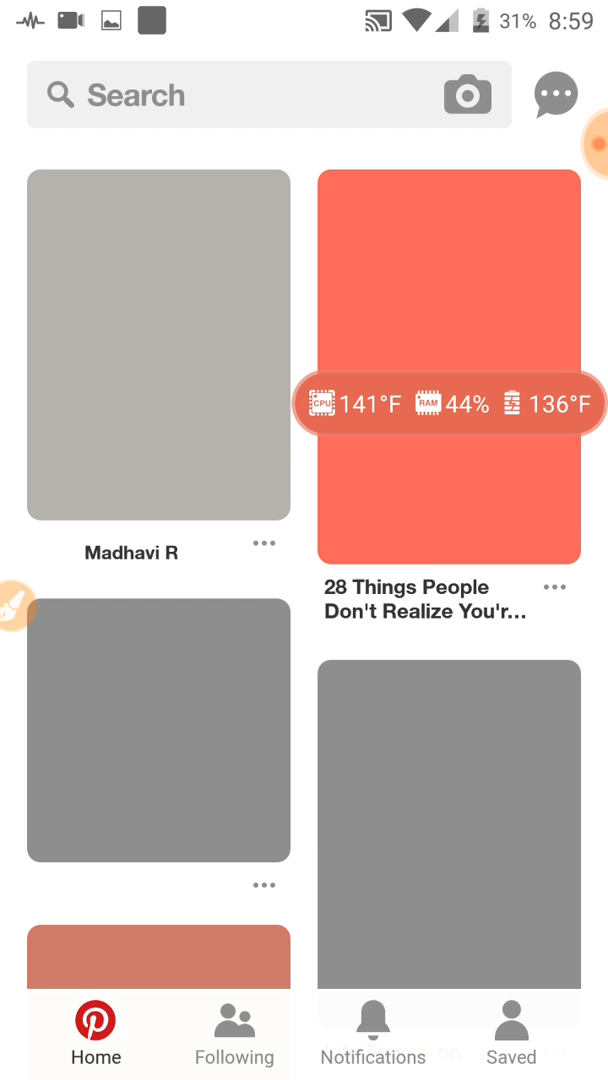 31% 8:59
Search
CPU 141°F RAM 44% 136°F
Madhavi R
28 Things People
Don't Realize You'r...
Home Following Notifications Saved